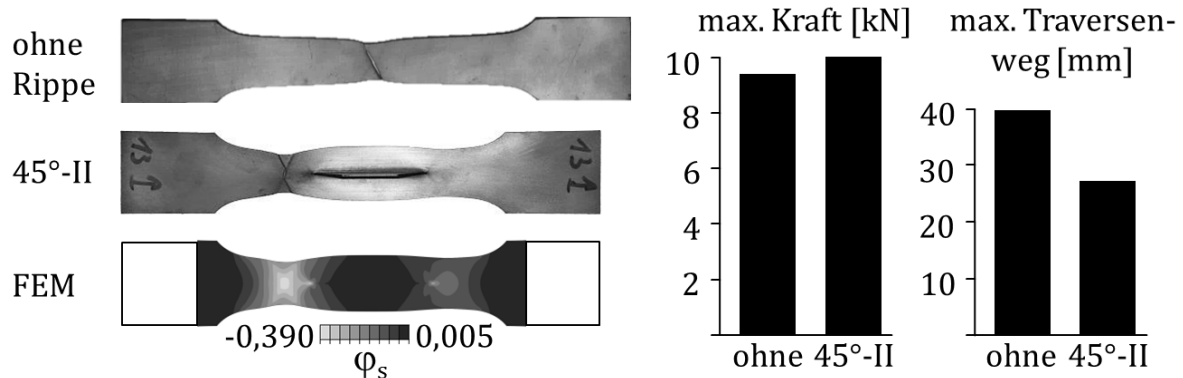 ohne
Rippe
45°-II
13 ↑
13 ↑
FEM
-0,390 0,005
φs
max. Kraft [kN]
10
8
6
4
2
ohne 45°-II
max. Traversen-
weg [mm]
40
30
20
10
ohne 45°-II